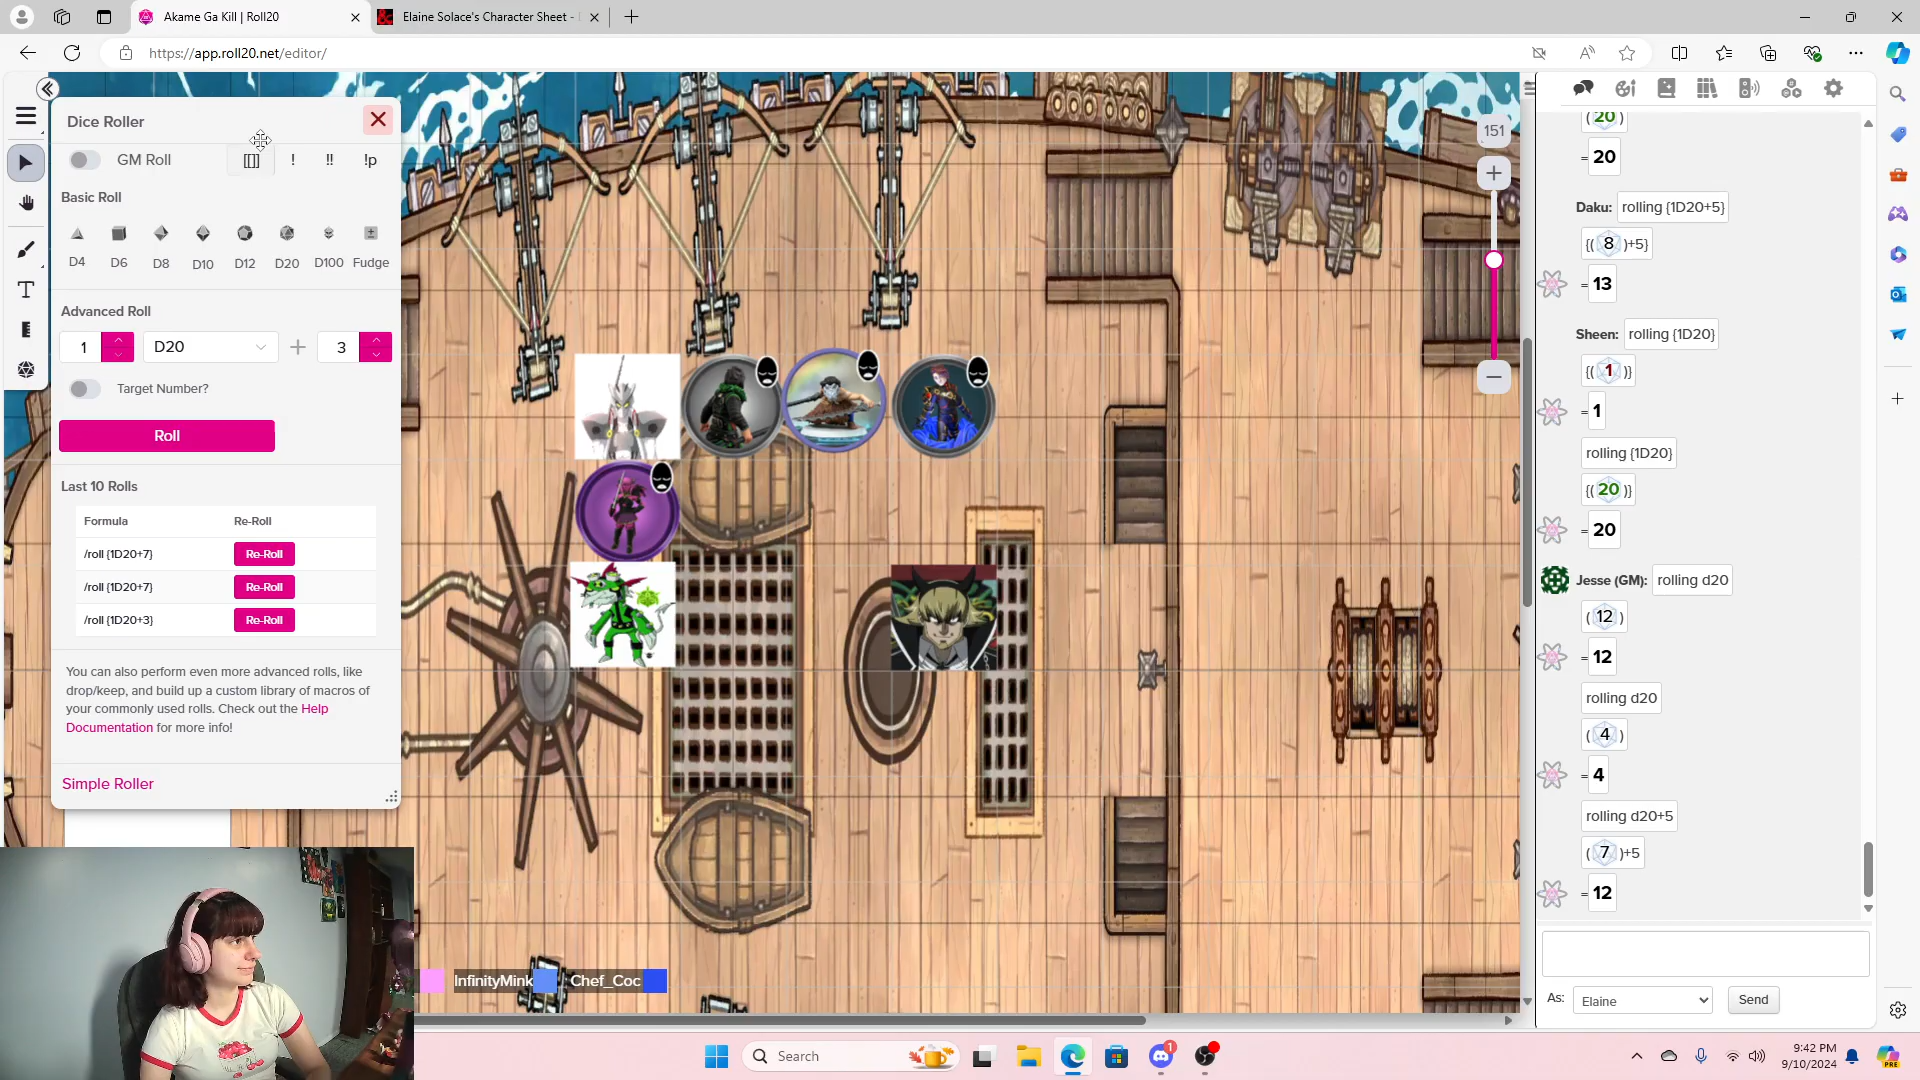 Akame Ga Kill | Roll20
Elaine Solace's Character Sheet -
https://app.roll20.net/editor/
Dice Roller
GM Roll
[[]]
!
!!
!p
Basic Roll
D4
D6
D8
D10
D12
D20
D100
Fudge
Advanced Roll
1
D20
+
3
Target Number?
Roll
Last 10 Rolls
Formula
Re-Roll
/roll {1D20+7}
Re-Roll
/roll {1D20+7}
Re-Roll
/roll {1D20+3}
Re-Roll
You can also perform even more advanced rolls, like
drop/keep, and build up a custom library of macros of
your commonly used rolls. Check out the Help
Documentation for more info!
Simple Roller
InfinityMink
Chef_Coc
151
(20)
=20
Daku: rolling {1D20+5}
{(8)+5}
=13
Sheen: rolling {1D20}
{(1)}
=1
rolling {1D20}
{(20)}
=20
Jesse (GM): rolling d20
(12)
=12
rolling d20
(4)
=4
rolling d20+5
(7)+5
=12
As:
Elaine
Send
Search
1
9:42 PM
9/10/2024
PRE